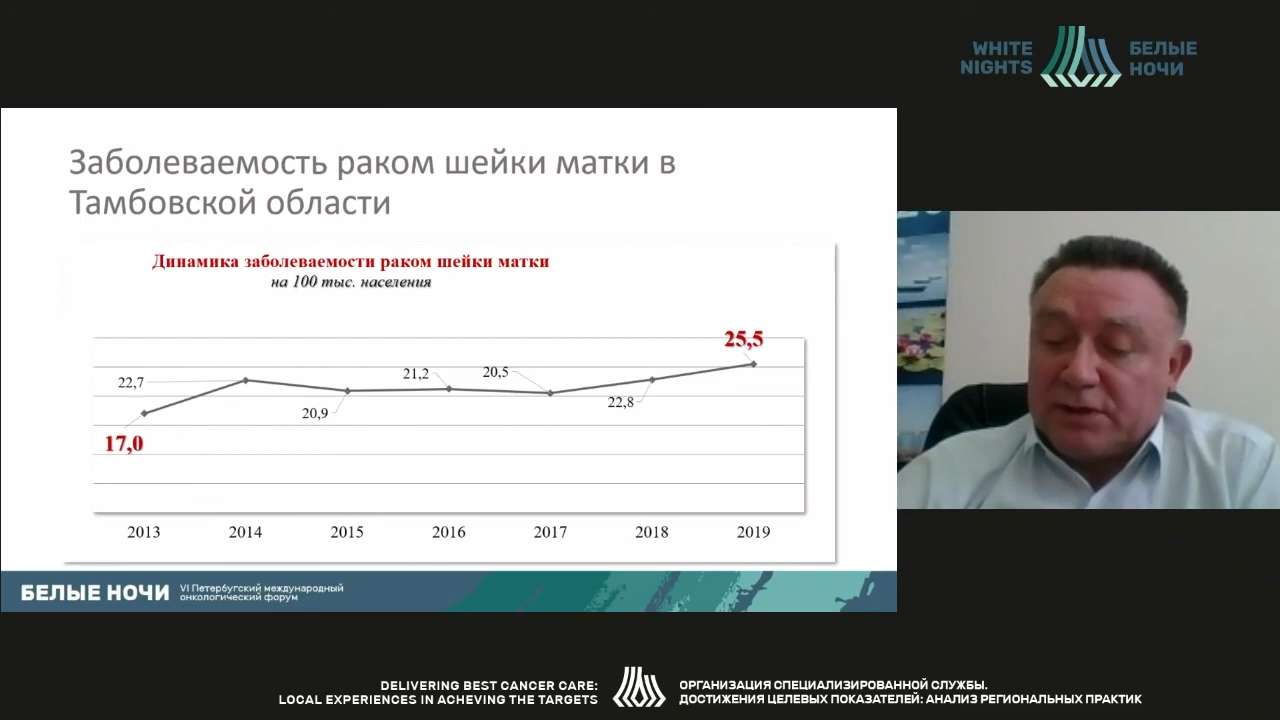 WHITE
NIGHTS
БЕЛЫЕ
НОЧИ
Заболеваемость раком шейки матки в
Тамбовской области
Динамика заболеваемости раком шейки матки
на 100 тыс. населения
25,5
22,7
21,2
20,5
20,9
22,8
17,0
2013 2014 2015 2016 2017 2018 2019
БЕЛЫЕ НОЧИ
VI Петербугский международный
онкологический форум
DELIVERING BEST CANCER CARE:
LOCAL EXPERIENCES IN ACHEVING THE TARGETS
ОРГАНИЗАЦИЯ СПЕЦИАЛИЗИРОВАННОЙ СЛУЖБЫ.
ДОСТИЖЕНИЯ ЦЕЛЕВЫХ ПОКАЗАТЕЛЕЙ: АНАЛИЗ РЕГИОНАЛЬНЫХ ПРАКТИК